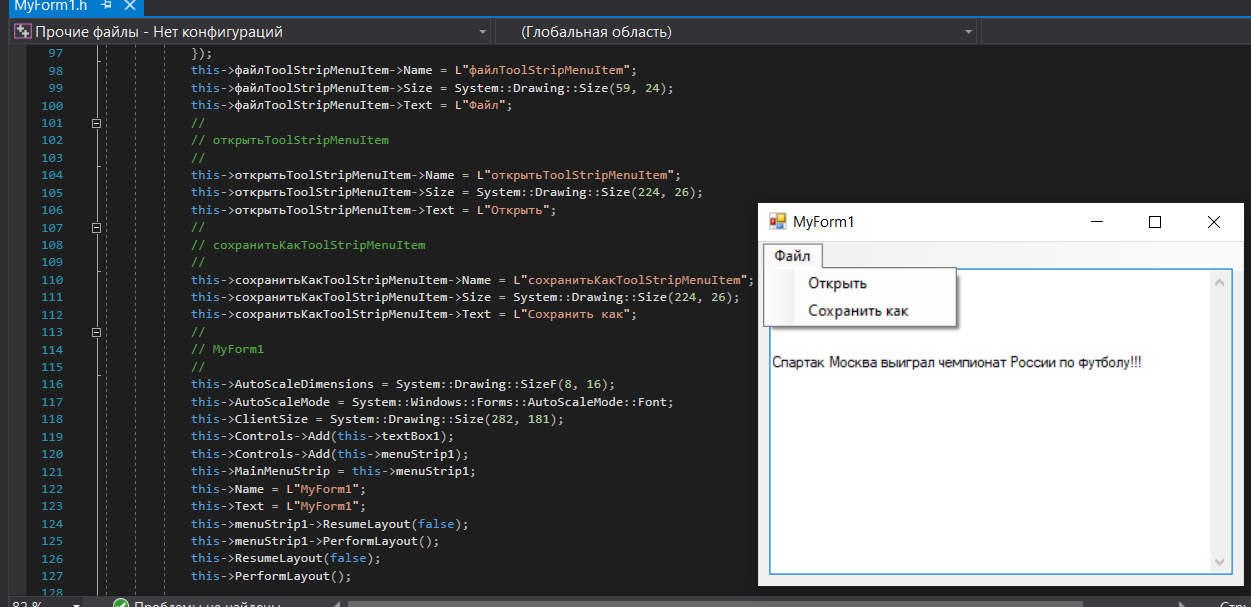 MyForm1.h
Прочие файлы - Нет конфигураций
(Глобальная область)
97 });
98 this->файлToolStripMenuItem->Name = L"файлToolStripMenuItem";
99 this->файлToolStripMenuItem->Size = System::Drawing::Size(59, 24);
100 this->файлToolStripMenuItem->Text = L"Файл";
101 //
102 // открытьToolStripMenuItem
103 //
104 this->открытьToolStripMenuItem->Name = L"открытьToolStripMenuItem";
105 this->открытьToolStripMenuItem->Size = System::Drawing::Size(224, 26);
106 this->открытьToolStripMenuItem->Text = L"Открыть";
107 //
108 // сохранитьКакToolStripMenuItem
109 //
110 this->сохранитьКакToolStripMenuItem->Name = L"сохранитьКакToolStripMenuItem";
111 this->сохранитьКакToolStripMenuItem->Size = System::Drawing::Size(224, 26);
112 this->сохранитьКакToolStripMenuItem->Text = L"Сохранить как";
113 //
114 // MyForm1
115 //
116 this->AutoScaleDimensions = System::Drawing::SizeF(8, 16);
117 this->AutoScaleMode = System::Windows::Forms::AutoScaleMode::Font;
118 this->ClientSize = System::Drawing::Size(282, 181);
119 this->Controls->Add(this->textBox1);
120 this->Controls->Add(this->menuStrip1);
121 this->MainMenuStrip = this->menuStrip1;
122 this->Name = L"MyForm1";
123 this->Text = L"MyForm1";
124 this->menuStrip1->ResumeLayout(false);
125 this->menuStrip1->PerformLayout();
126 this->ResumeLayout(false);
127 this->PerformLayout();
128
MyForm1
Файл
Открыть
Сохранить как
Спартак Москва выиграл чемпионат России по футболу!!!
82 %
Проблемы не найдены